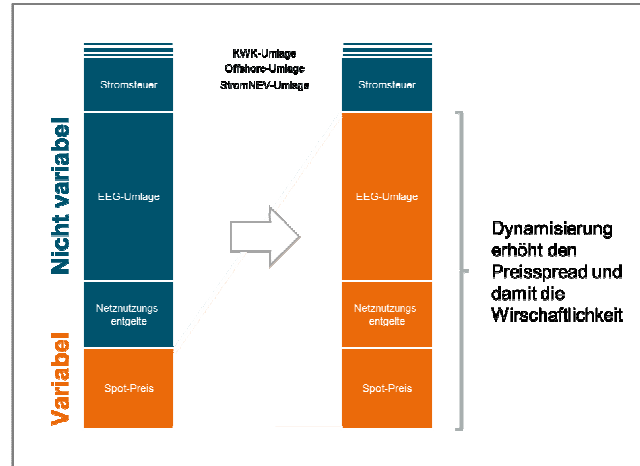 KWK-Umlage
Offshore-Umlage
StromNEV-Umlage
Nicht variabel
Variabel
Stromsteuer
EEG-Umlage
Netznutzungs
entgelte
Spot-Preis
Stromsteuer
EEG-Umlage
Netznutzungs
entgelte
Spot-Preis
Dynamisierung
erhöht den
Preisspread und
damit die
Wirschaftlichkeit